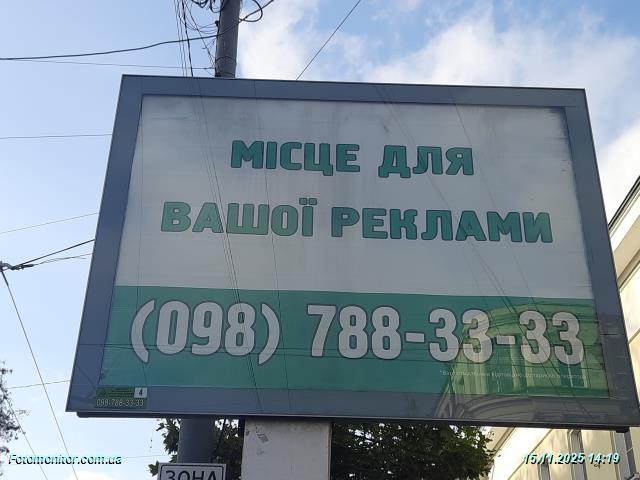 МІСЦЕ ДЛЯ
ВАШОЇ РЕКЛАМИ
(098) 788-33-33
4
098-788-33-33
ЗОНА
Fotomonitor.com.ua
15.11.2025 14:19